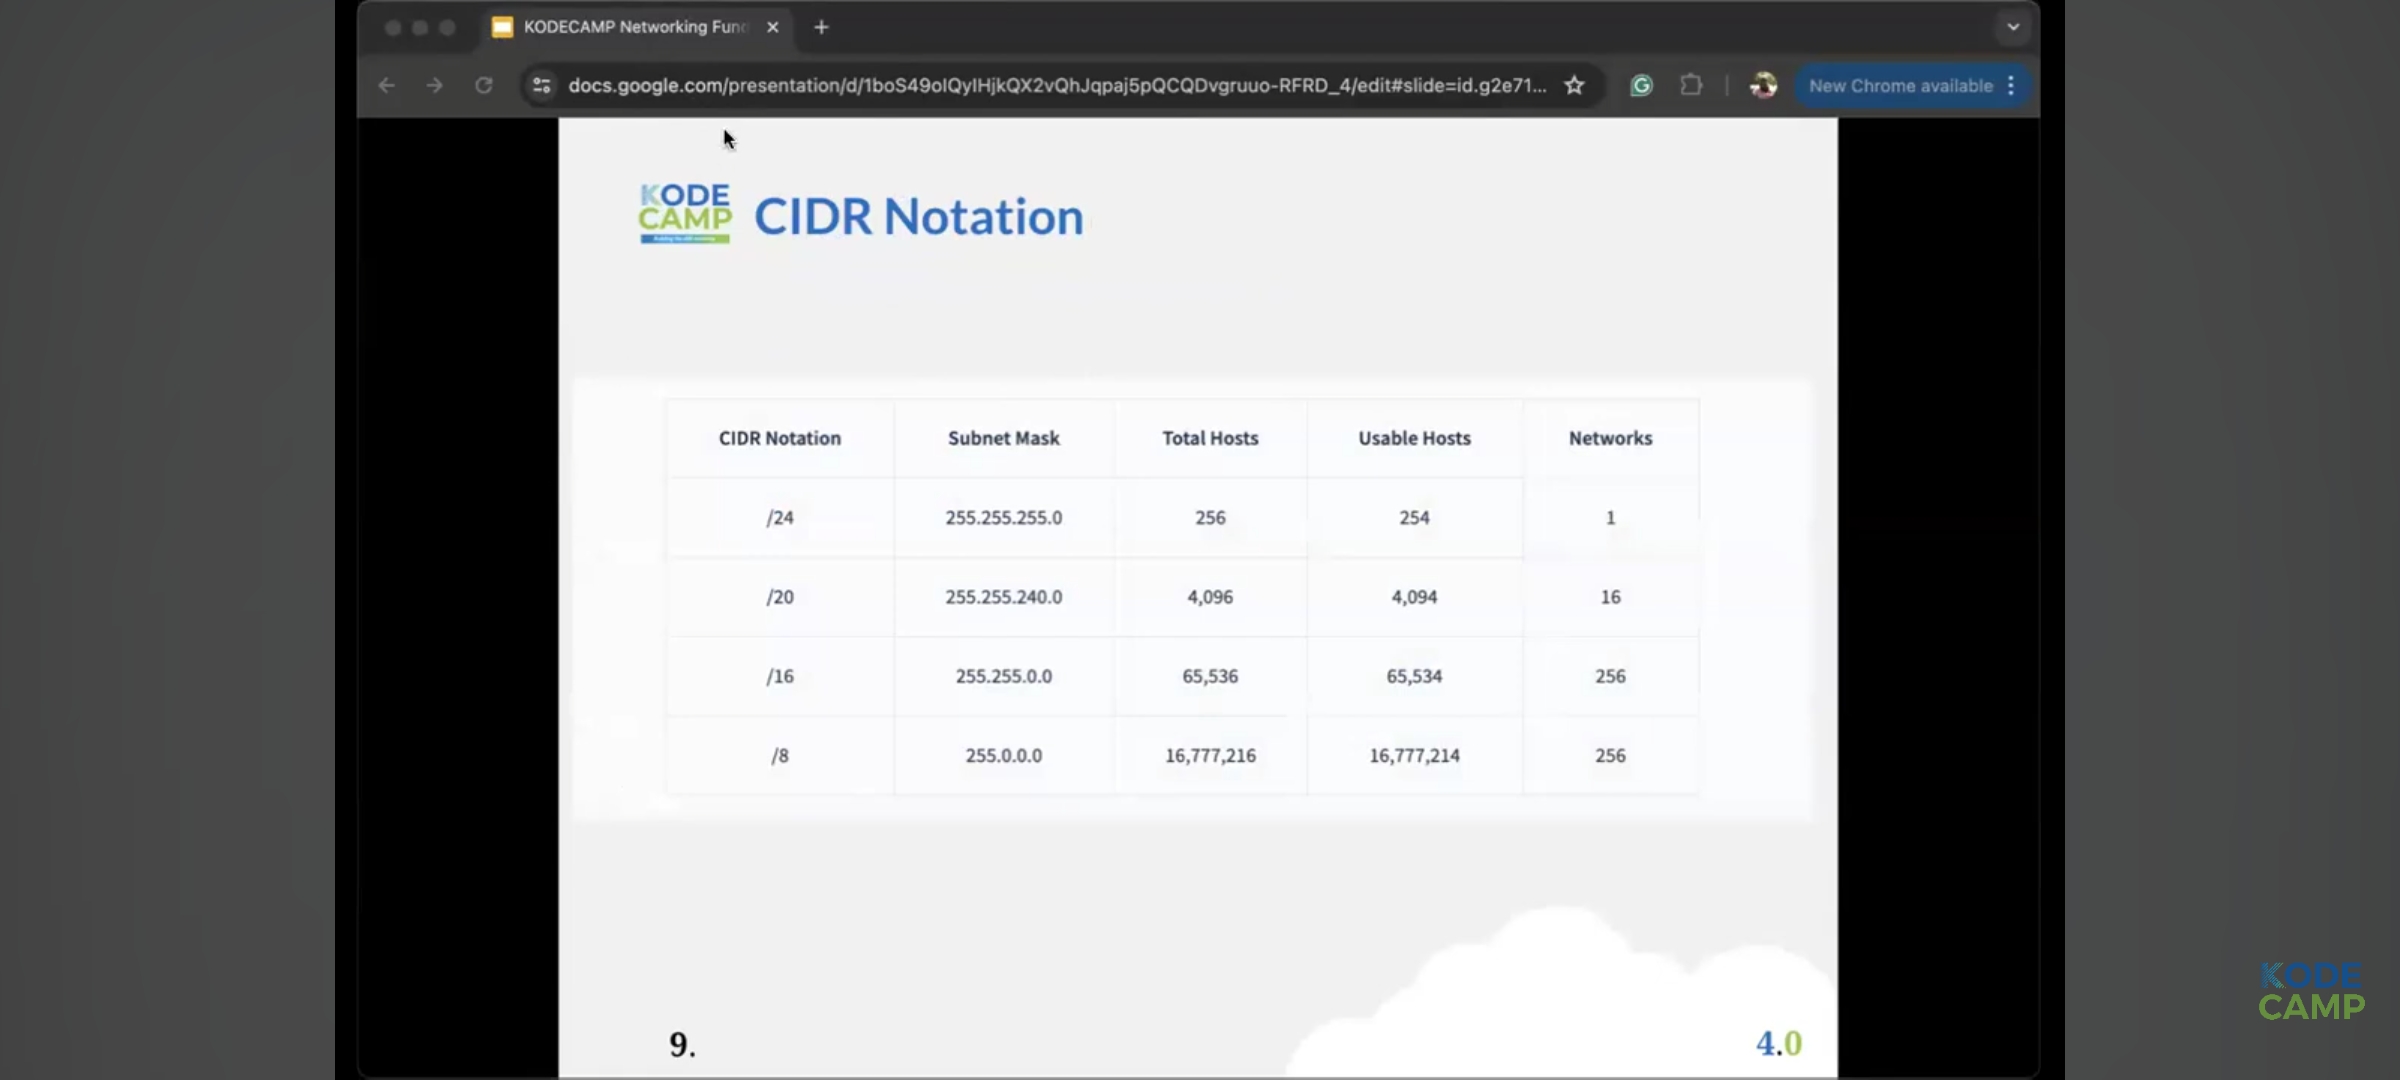 KODECAMP Networking Fun
docs.google.com/presentation/d/1boS49olQylHjkQX2vQhJqpaj5pQCQDvgruuo-RFRD_4/edit#slide=id.g2e71...
New Chrome available
KODE
CAMP
CIDR Notation
CIDR Notation Subnet Mask Total Hosts Usable Hosts Networks
/24 255.255.255.0 256 254 1
/20 255.255.240.0 4,096 4,094 16
/16 255.255.0.0 65,536 65,534 256
/8 255.0.0.0 16,777,216 16,777,214 256
9.
4.0
KODE
CAMP